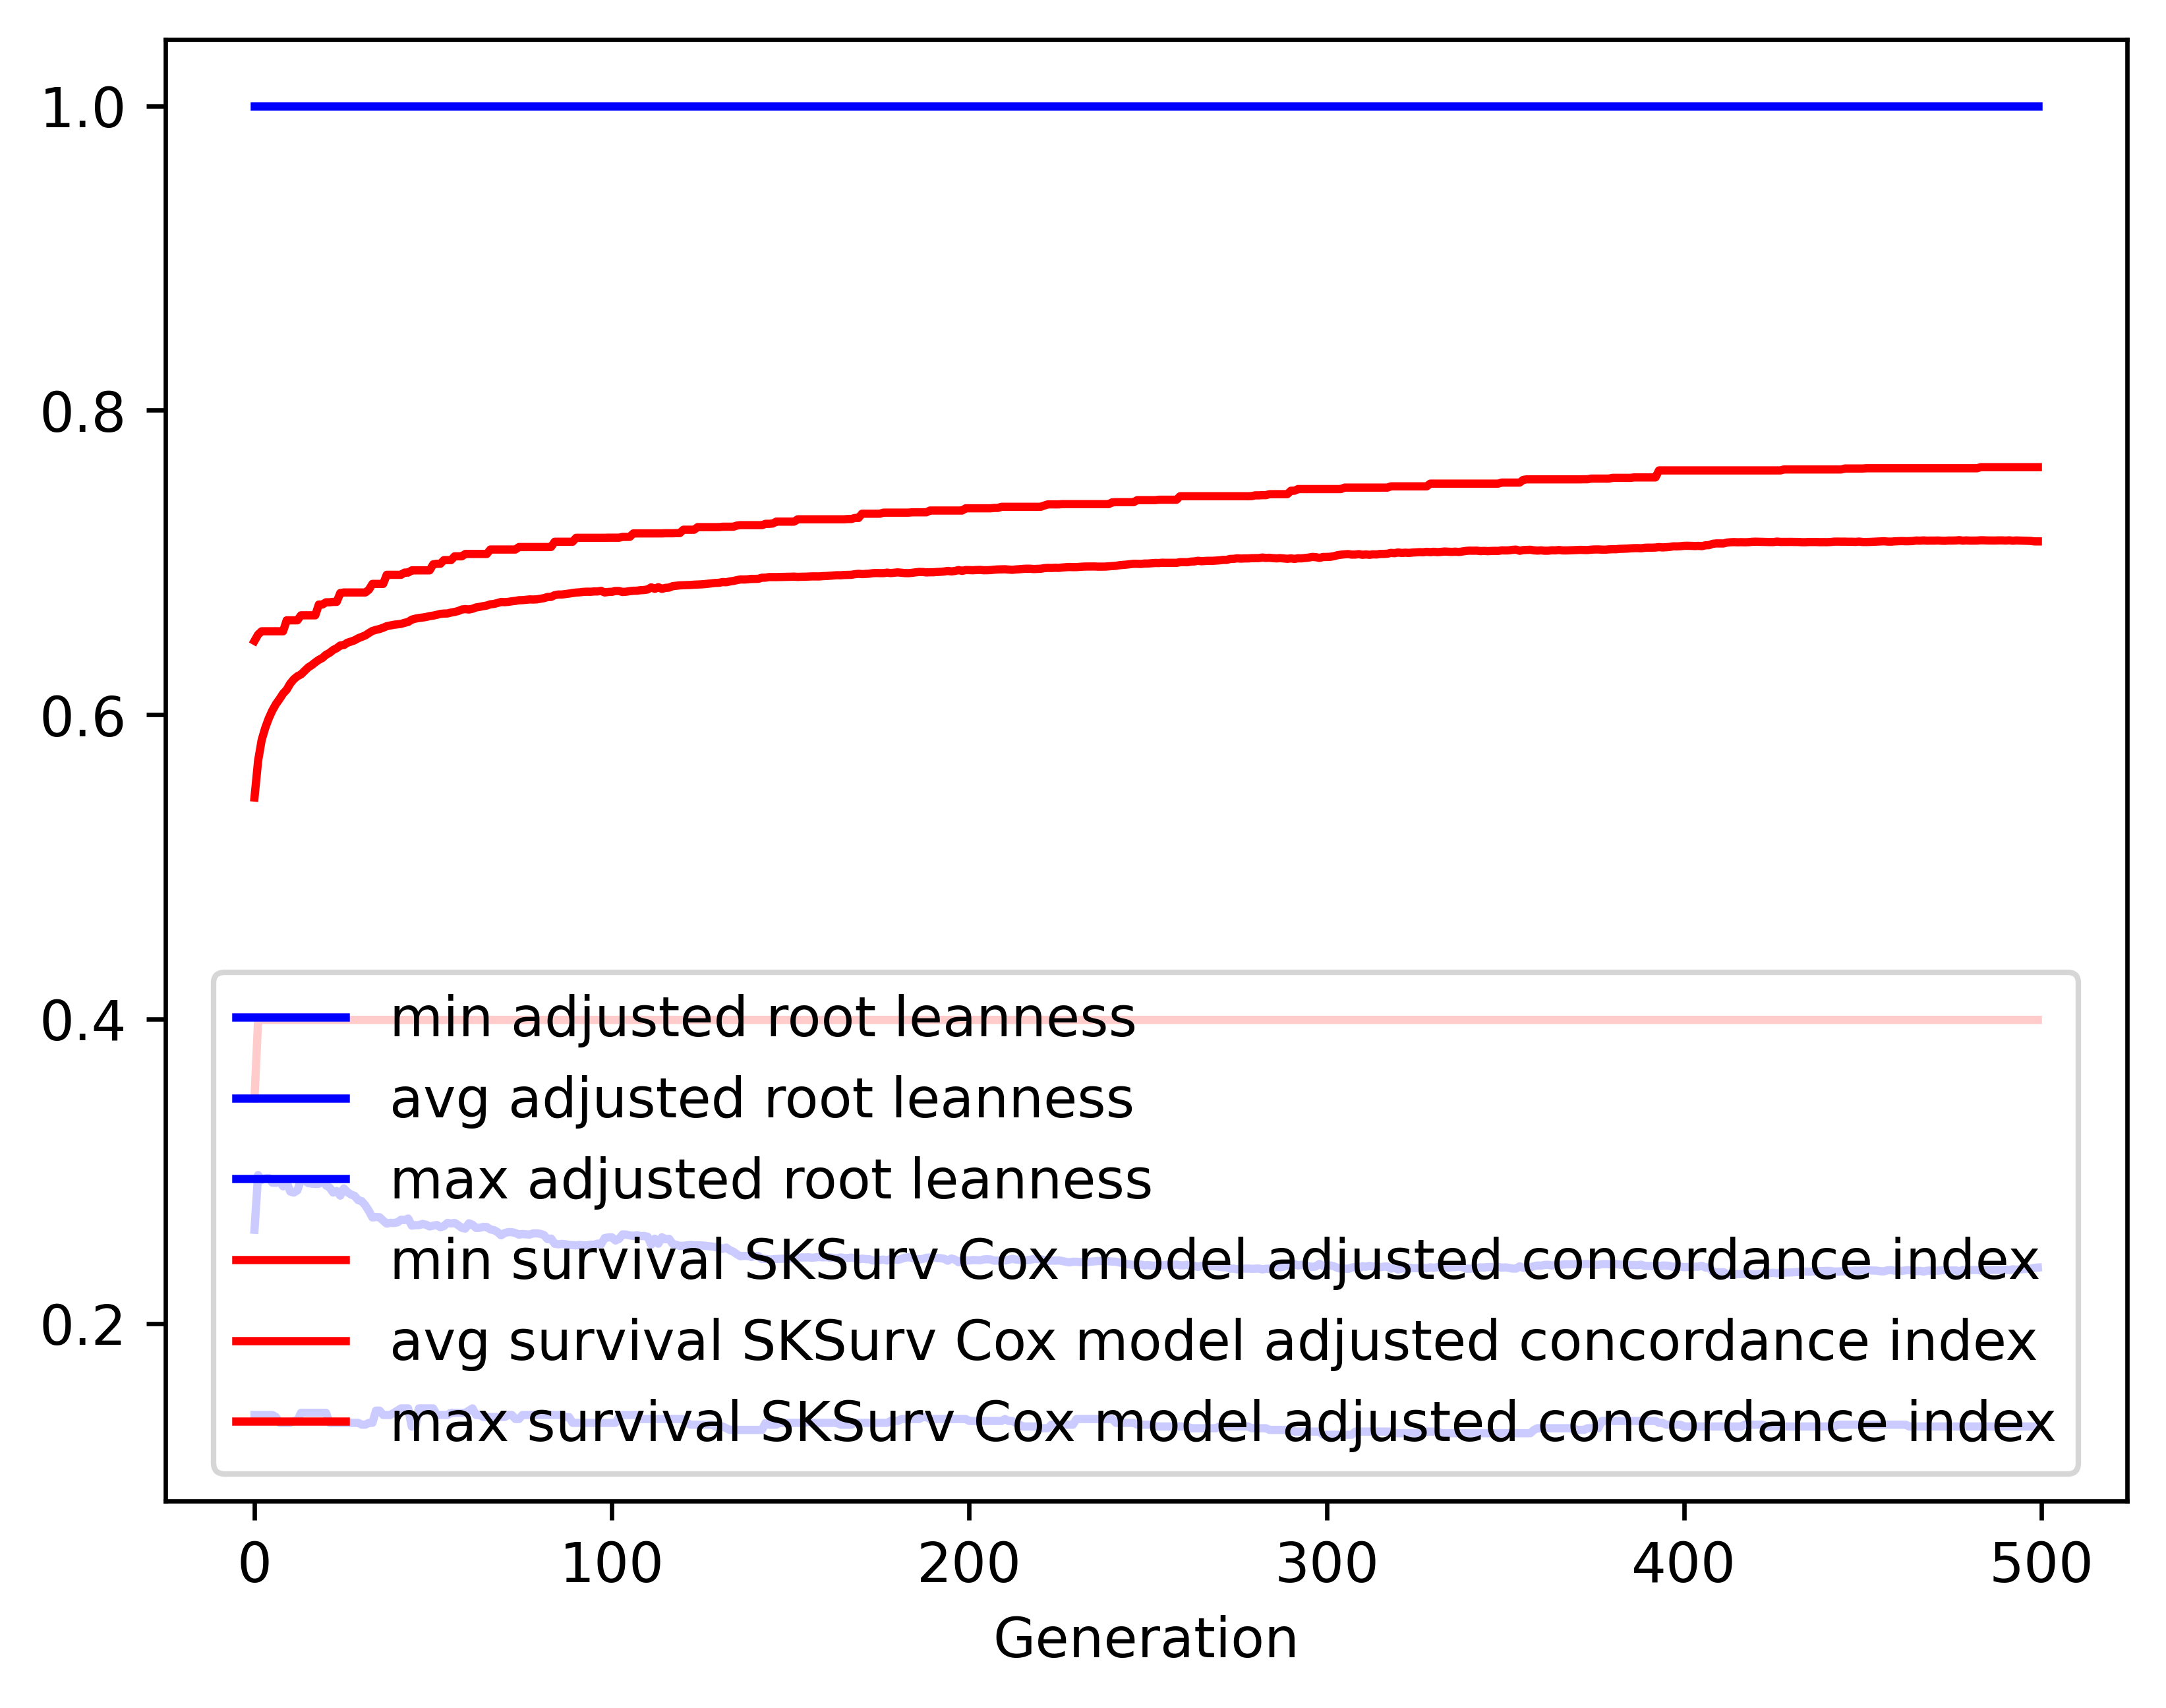 1.0
0.8
0.6
0.4
0.2
min adjusted root leanness
avg adjusted root leanness
max adjusted root leanness
min survival SKSurv Cox model adjusted concordance index
avg survival SKSurv Cox model adjusted concordance index
max survival SKSurv Cox model adjusted concordance index
0 100 200 300 400 500
Generation